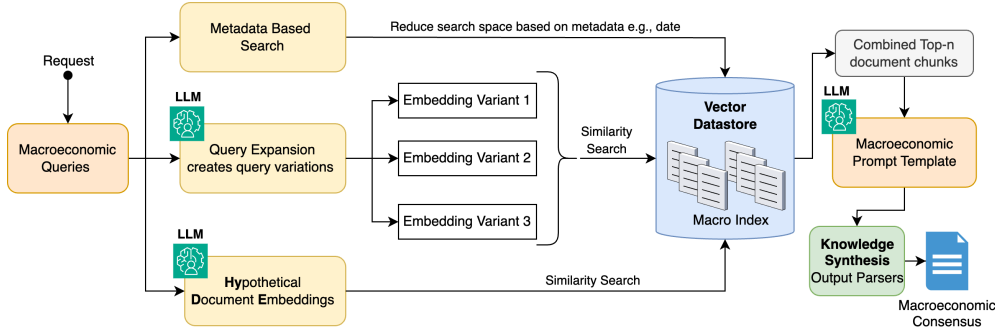 Request
Macroeconomic
Queries
Metadata Based
Search
Reduce search space based on metadata e.g., date
LLM
Query Expansion
creates query variations
Embedding Variant 1
Embedding Variant 2
Embedding Variant 3
Similarity
Search
LLM
Hypothetical
Document Embeddings
Similarity Search
Vector
Datastore
Macro Index
Combined Top-n
document chunks
LLM
Macroeconomic
Prompt Template
Knowledge
Synthesis
Output Parsers
Macroeconomic
Consensus